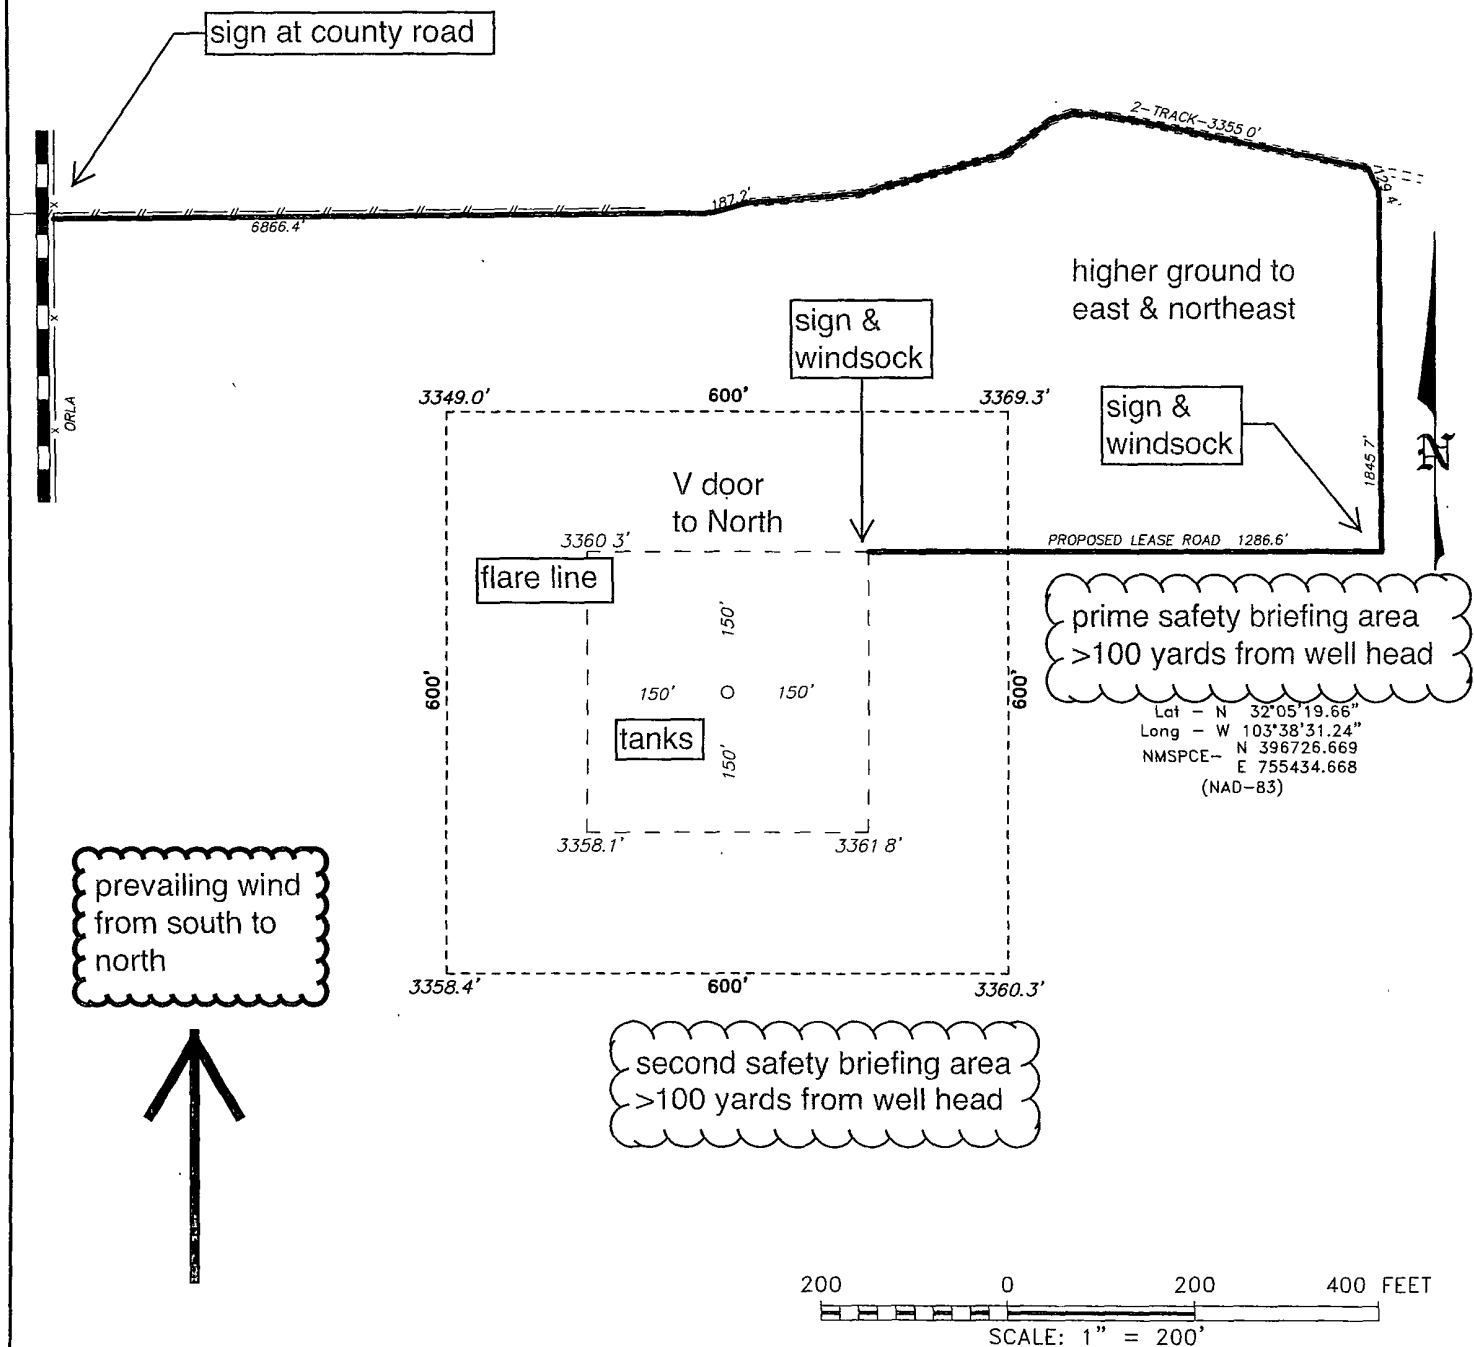 sign at county road
2-TRACK-3355.0'
187.2'
129.4'
6866.4'
higher ground to
east & northeast
sign &
windsock
3349.0'
600'
3369.3'
sign &
windsock
ORLA
N
1845 7'
V door
to North
3360 3'
PROPOSED LEASE ROAD 1286.6'
flare line
prime safety briefing area
>100 yards from well head
150'
600'
150'
150'
600'
tanks
150'
Lat - N 32°05'19.66"
Long - W 103°38'31.24"
NMSPCE- N 396726.669
E 755434.668
(NAD-83)
3358.1'
3361 8'
prevailing wind
from south to
north
3358.4'
600'
3360.3'
second safety briefing area
>100 yards from well head
200 0 200 400 FEET
SCALE: 1" = 200'